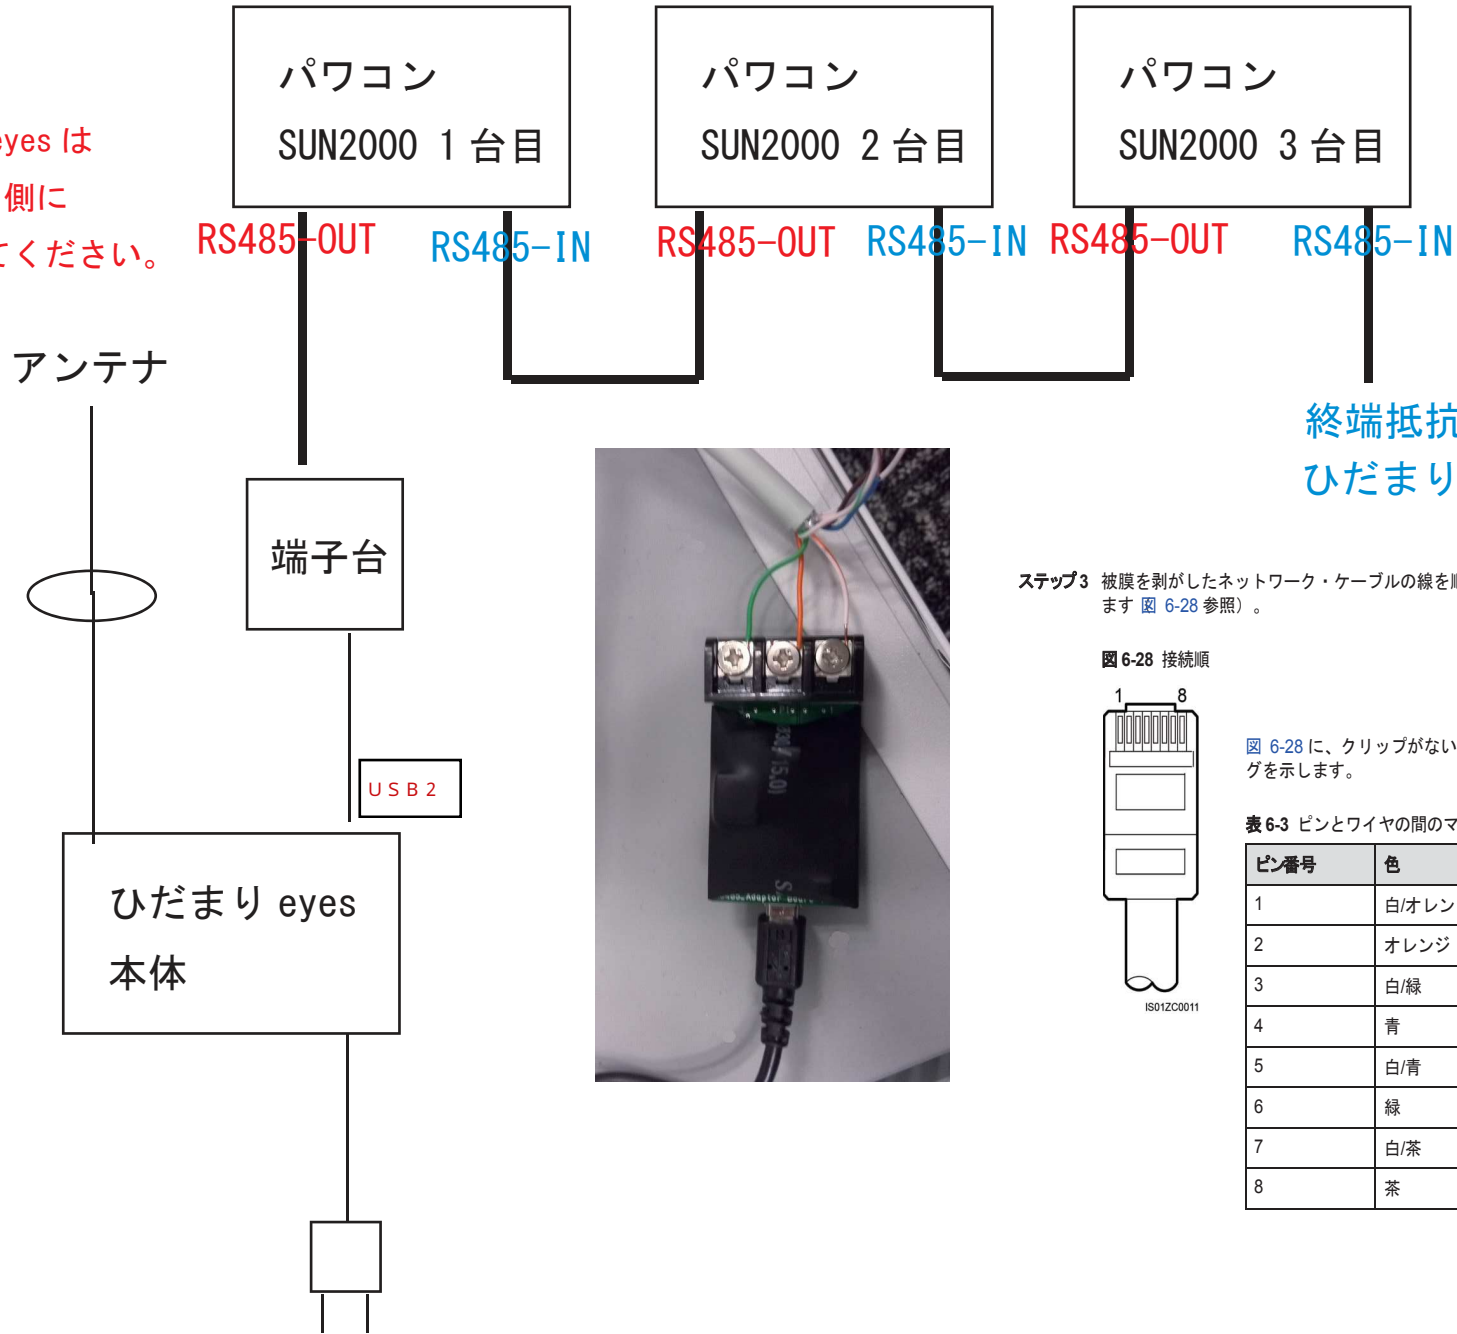 パワコン
SUN2000 1台目
パワコン
SUN2000 2台目
パワコン
SUN2000 3台目
eyes は
側に
てください。
RS485-OUT
RS485-IN
RS485-OUT
RS485-IN
RS485-OUT
RS485-IN
アンテナ
終端抵抗
ひだまり
端子台
USB2
ひだまり eyes
本体
ステップ3 被膜を剥がしたネットワーク・ケーブルの線を順
ます 図 6-28 参照）。
図 6-28 接続順
1 8
IS01ZC0011
図 6-28 に、クリップがない
グを示します。
表 6-3 ピンとワイヤの間のマ
ピン番号 色
1 白/オレン
2 オレンジ
3 白/緑
4 青
5 白/青
6 緑
7 白/茶
8 茶